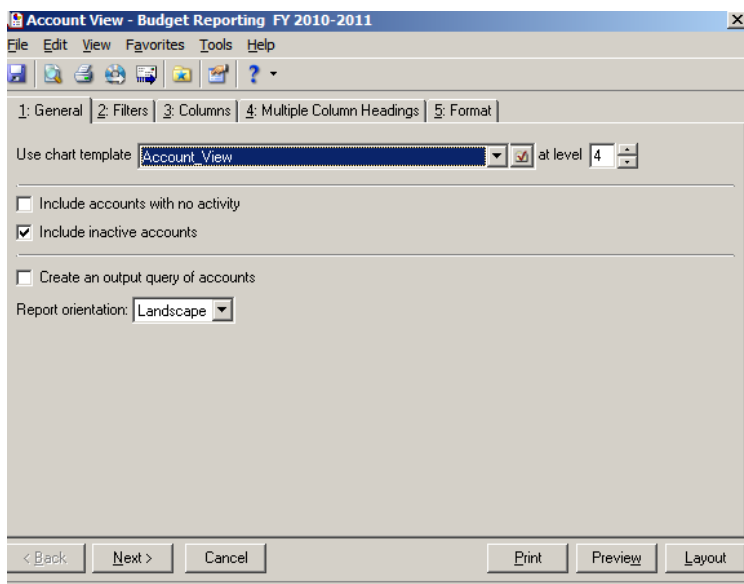 Account View - Budget Reporting FY 2010-2011
File Edit View Favorites Tools Help
1: General 2: Filters 3: Columns 4: Multiple Column Headings 5: Format
Use chart template Account_View at level 4
Include accounts with no activity
Include inactive accounts
Create an output query of accounts
Report orientation: Landscape
< Back Next > Cancel Print Preview Layout